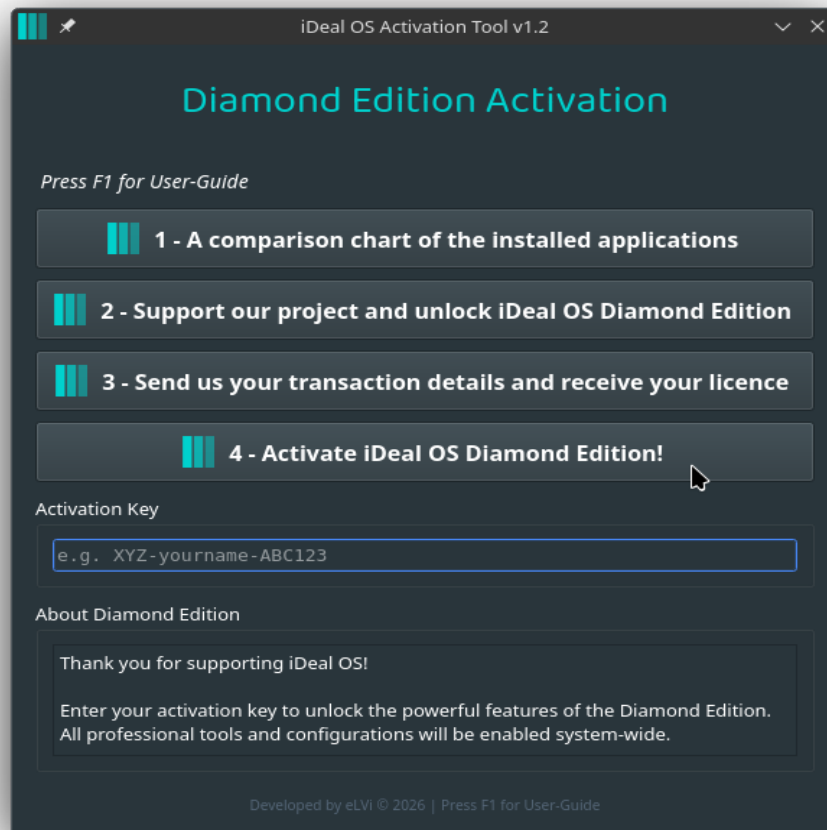 iDeal OS Activation Tool v1.2
Diamond Edition Activation
Press F1 for User-Guide
1 - A comparison chart of the installed applications
2 - Support our project and unlock iDeal OS Diamond Edition
3 - Send us your transaction details and receive your licence
4 - Activate iDeal OS Diamond Edition!
Activation Key
e.g. XYZ-yourname-ABC123
About Diamond Edition
Thank you for supporting iDeal OS!
Enter your activation key to unlock the powerful features of the Diamond Edition.
All professional tools and configurations will be enabled system-wide.
Developed by eLVi © 2026 | Press F1 for User-Guide